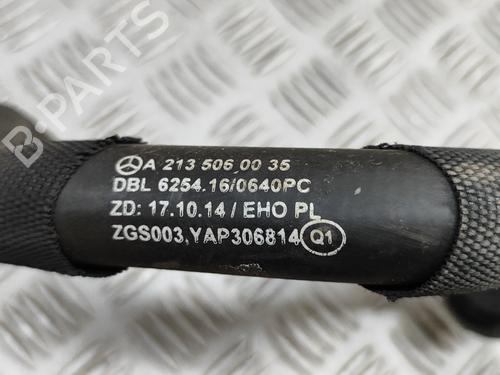 A 213 506 00 35
DBL 6254.16/0640PC
ZD: 17.10.14 / EHO PL
ZGS003,YAP306814 Q1
B-PARTS